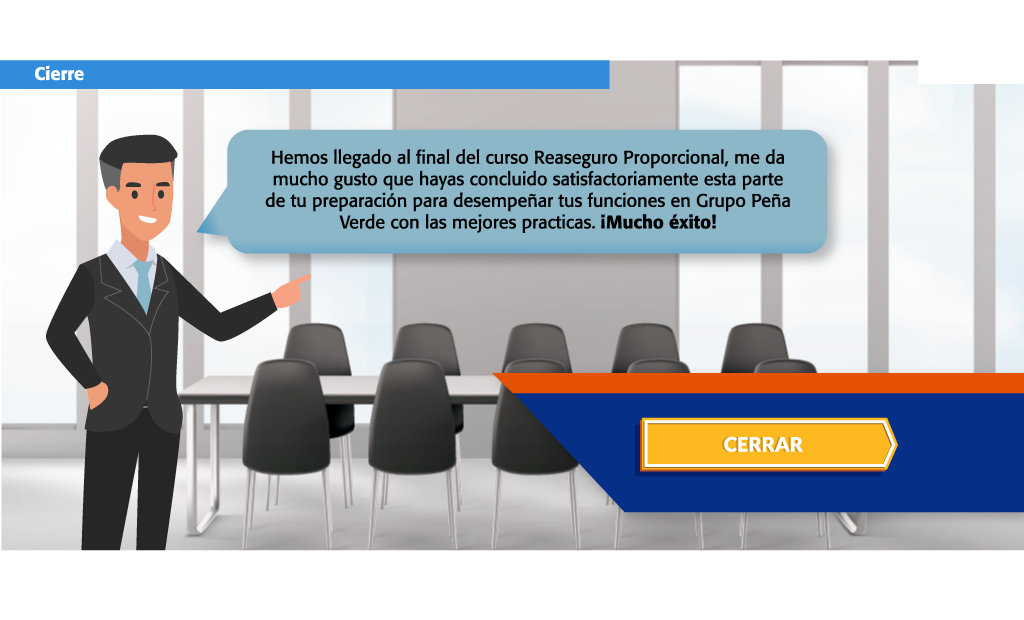 Cierre
Hemos llegado al final del curso Reaseguro Proporcional, me da
mucho gusto que hayas concluido satisfactoriamente esta parte
de tu preparación para desempeñar tus funciones en Grupo Peña
Verde con las mejores practicas. ¡Mucho éxito!
CERRAR